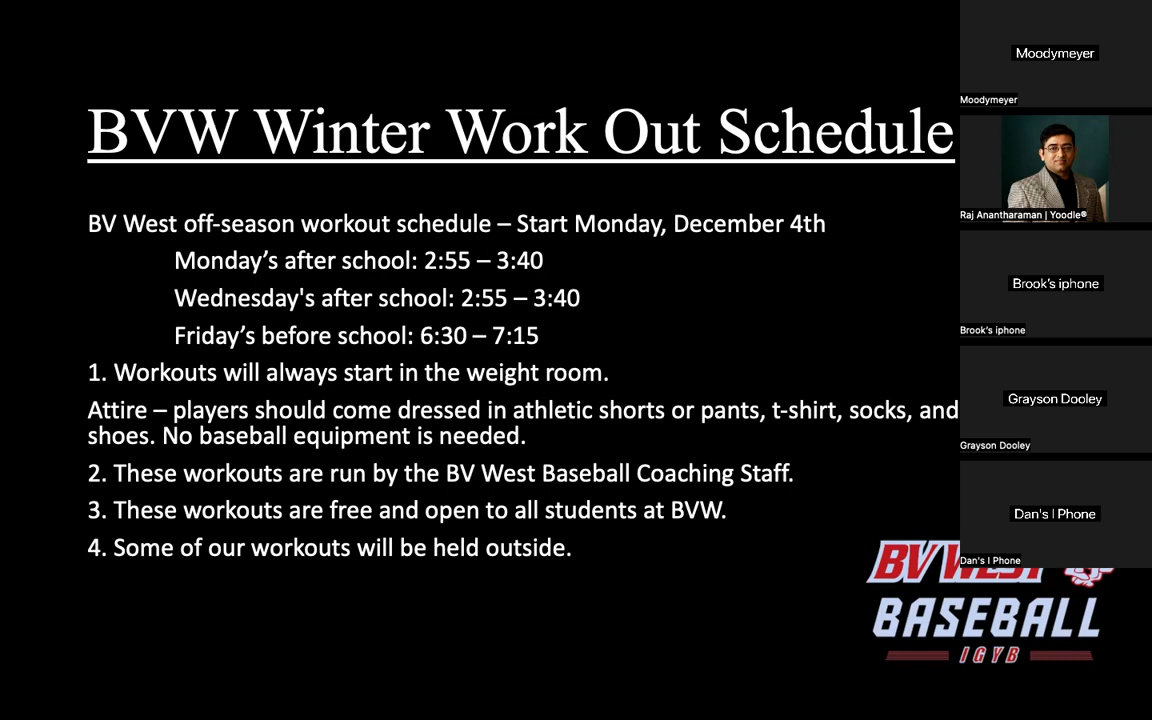 BVW Winter Work Out Schedule
BV West off-season workout schedule – Start Monday, December 4th
Monday’s after school: 2:55 – 3:40
Wednesday's after school: 2:55 – 3:40
Friday’s before school: 6:30 – 7:15
1. Workouts will always start in the weight room.
Attire – players should come dressed in athletic shorts or pants, t-shirt, socks, and
shoes. No baseball equipment is needed.
2. These workouts are run by the BV West Baseball Coaching Staff.
3. These workouts are free and open to all students at BVW.
4. Some of our workouts will be held outside.
BV WEST
BASEBALL
IGYB
Moodymeyer
Moodymeyer
Raj Anantharaman | Yoodle®
Brook’s iphone
Brook’s iphone
Grayson Dooley
Grayson Dooley
Dan's I Phone
Dan's I Phone